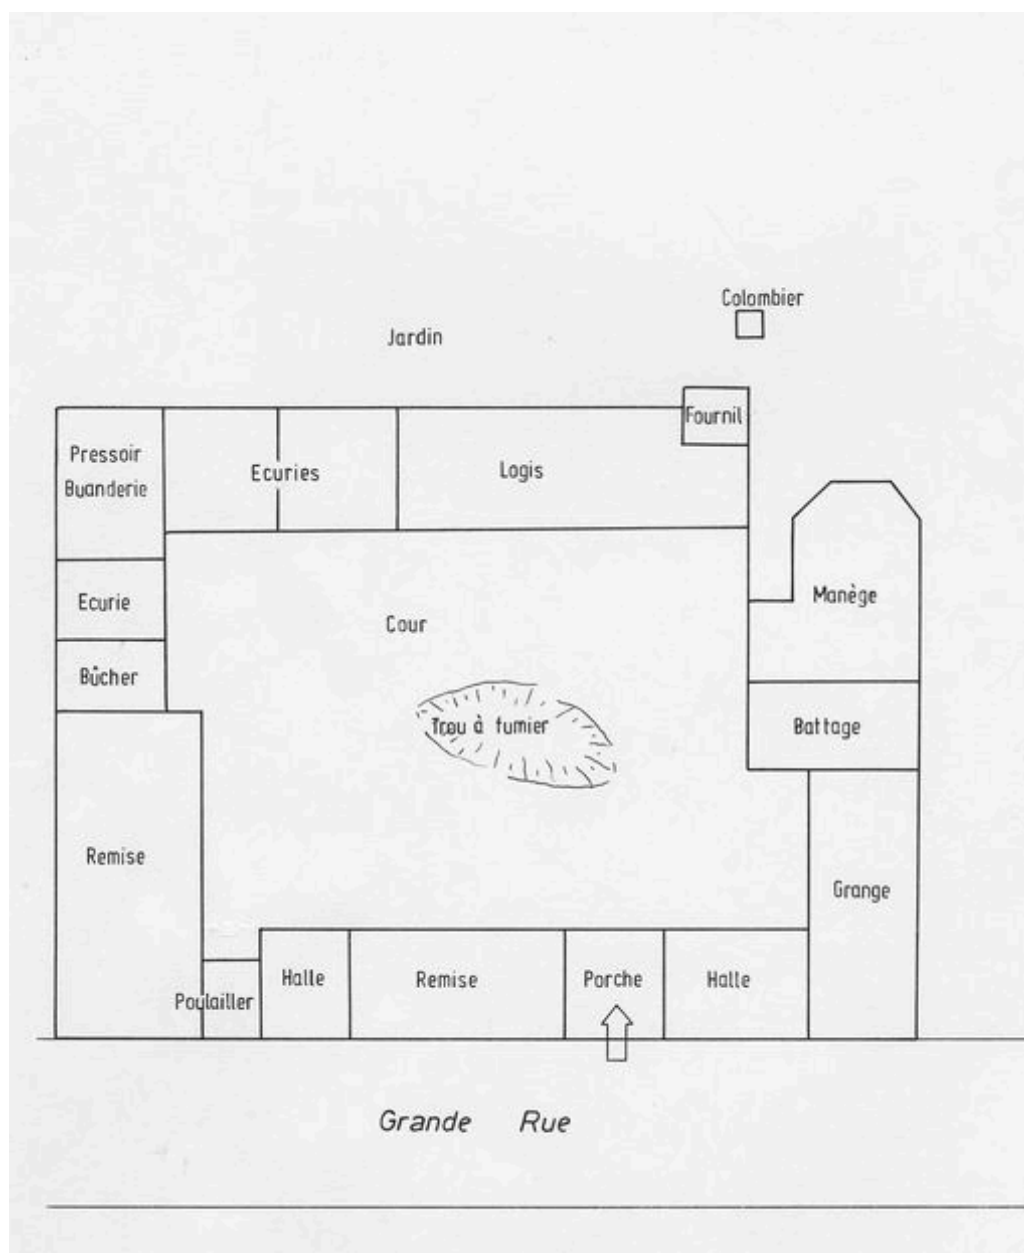 Colombier
Jardin
Fournil
Pressoir
Buanderie
Ecuries
Logis
Ecurie
Manège
Cour
Bûcher
Trou à fumier
Battage
Remise
Grange
Halle
Remise
Porche
Halle
Poulailler
Grande Rue